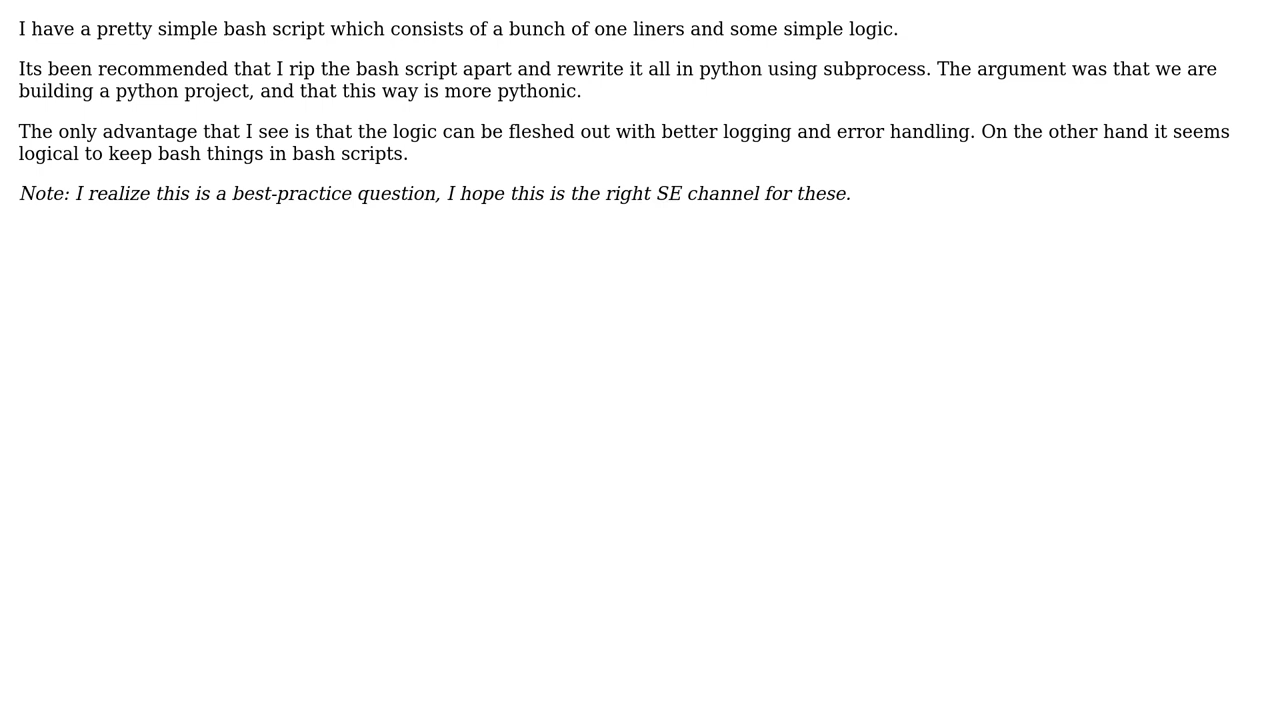 I have a pretty simple bash script which consists of a bunch of one liners and some simple logic.
Its been recommended that I rip the bash script apart and rewrite it all in python using subprocess. The argument was that we are
building a python project, and that this way is more pythonic.
The only advantage that I see is that the logic can be fleshed out with better logging and error handling. On the other hand it seems
logical to keep bash things in bash scripts.
Note: I realize this is a best-practice question, I hope this is the right SE channel for these.